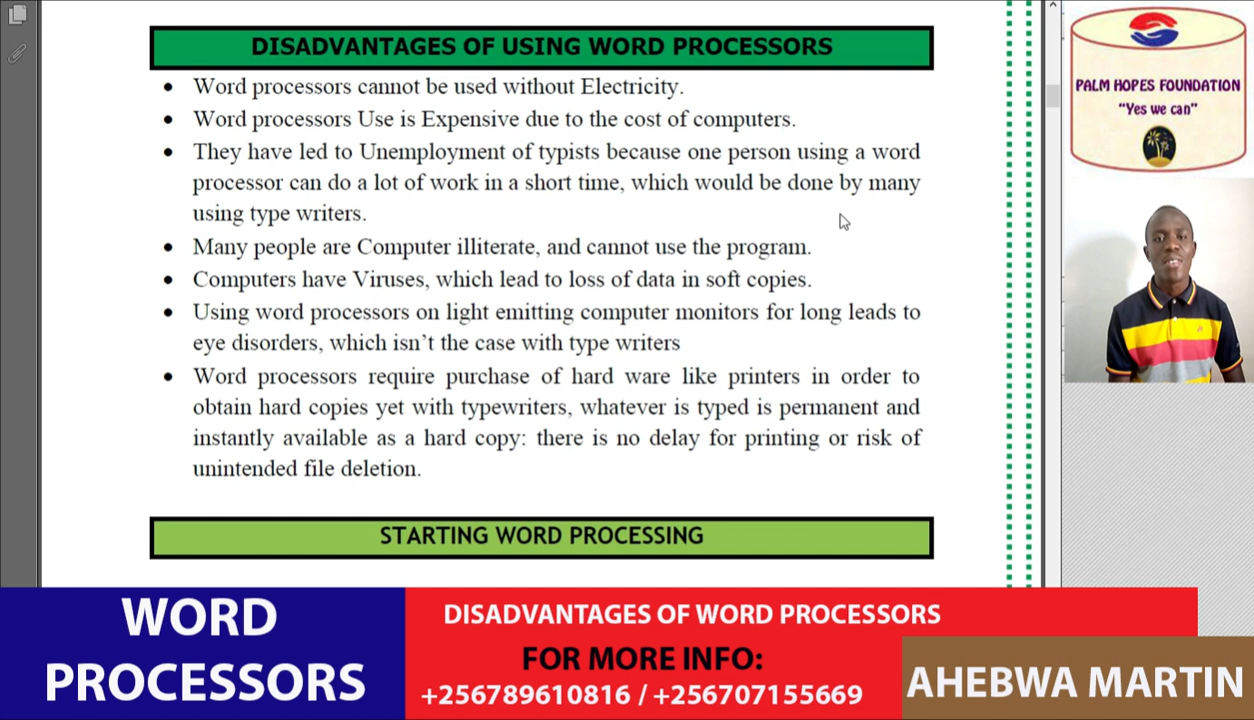 DISADVANTAGES OF USING WORD PROCESSORS
• Word processors cannot be used without Electricity.
• Word processors Use is Expensive due to the cost of computers.
• They have led to Unemployment of typists because one person using a word
processor can do a lot of work in a short time, which would be done by many
using type writers.
• Many people are Computer illiterate, and cannot use the program.
• Computers have Viruses, which lead to loss of data in soft copies.
• Using word processors on light emitting computer monitors for long leads to
eye disorders, which isn’t the case with type writers
• Word processors require purchase of hard ware like printers in order to
obtain hard copies yet with typewriters, whatever is typed is permanent and
instantly available as a hard copy: there is no delay for printing or risk of
unintended file deletion.
STARTING WORD PROCESSING
PALM HOPES FOUNDATION
“Yes we can”
WORD
PROCESSORS
DISADVANTAGES OF WORD PROCESSORS
FOR MORE INFO:
+256789610816 / +256707155669
AHEBWA MARTIN